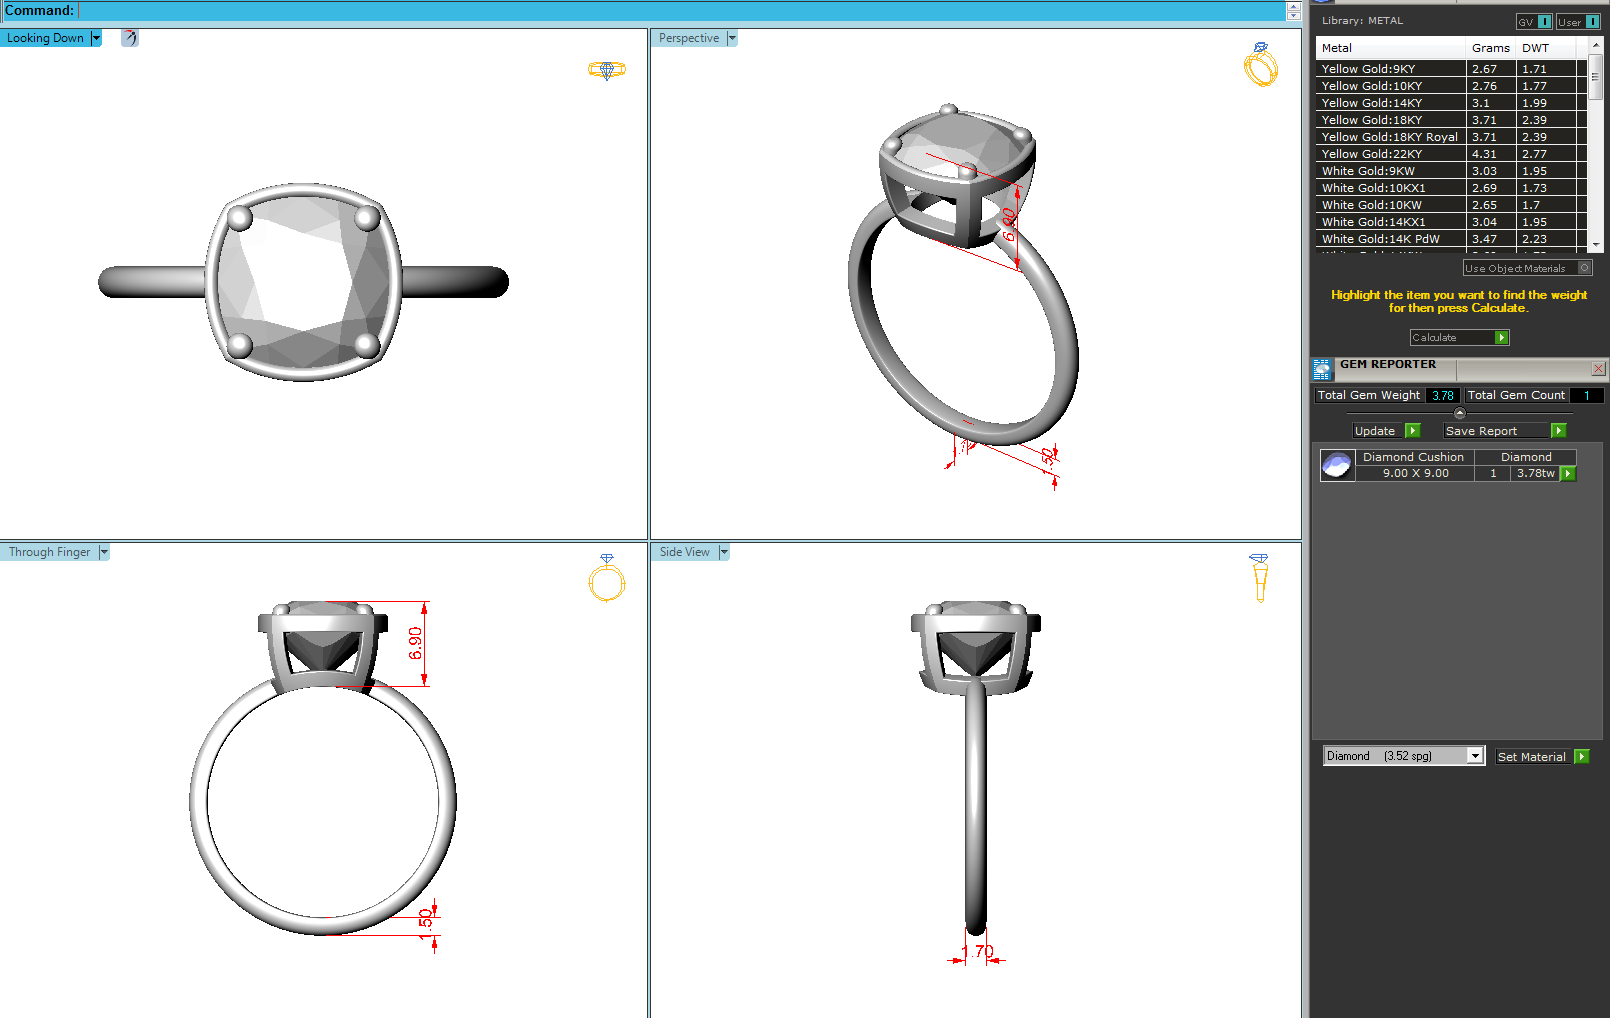 Command:
Looking Down
Perspective
6.90
1.50
Through Finger
6.90
1.50
Side View
1.70
Library: METAL
GV I User I
Metal Grams DWT
Yellow Gold:9KY 2.67 1.71
Yellow Gold:10KY 2.76 1.77
Yellow Gold:14KY 3.1 1.99
Yellow Gold:18KY 3.71 2.39
Yellow Gold:18KY Royal 3.71 2.39
Yellow Gold:22KY 4.31 2.77
White Gold:9KW 3.03 1.95
White Gold:10KX1 2.69 1.73
White Gold:10KW 2.65 1.7
White Gold:14KX1 3.04 1.95
White Gold:14K PdW 3.47 2.23
Use Object Materials
Highlight the item you want to find the weight
for then press Calculate.
Calculate
GEM REPORTER
Total Gem Weight 3.78 Total Gem Count 1
Update Save Report
Diamond Cushion Diamond
9.00 X 9.00 1 3.78tw
Diamond (3.52 spg) Set Material